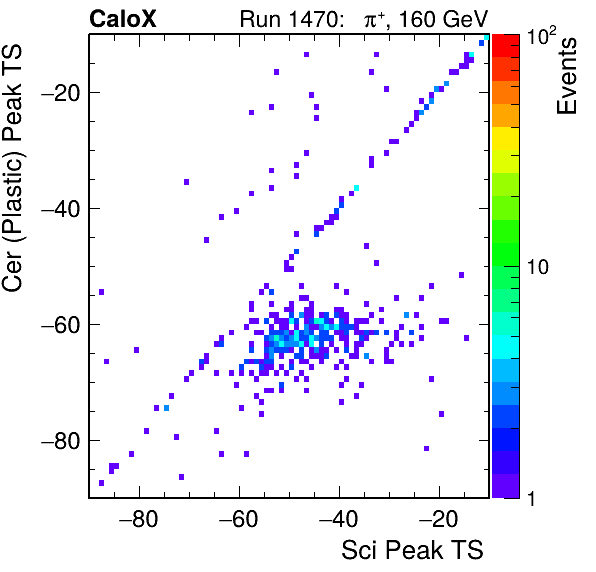 CaloX Run 1470: π⁺, 160 GeV
10²
10
1
Events
Cer (Plastic) Peak TS
−20
−40
−60
−80
−80 −60 −40 −20
Sci Peak TS